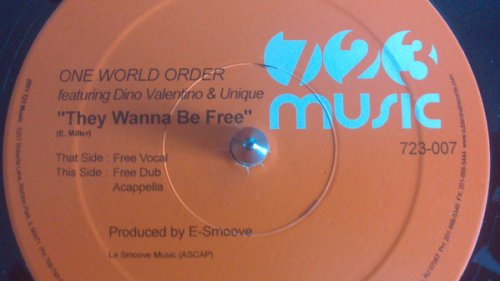 ONE WORLD ORDER
featuring Dino Valentino & Unique
"They Wanna Be Free"
(E. Miller)
That Side : Free Vocal
This Side : Free Dub
Acappella
Produced by E-Smoove
Le Smoove Music (ASCAP)
723
music
723-007